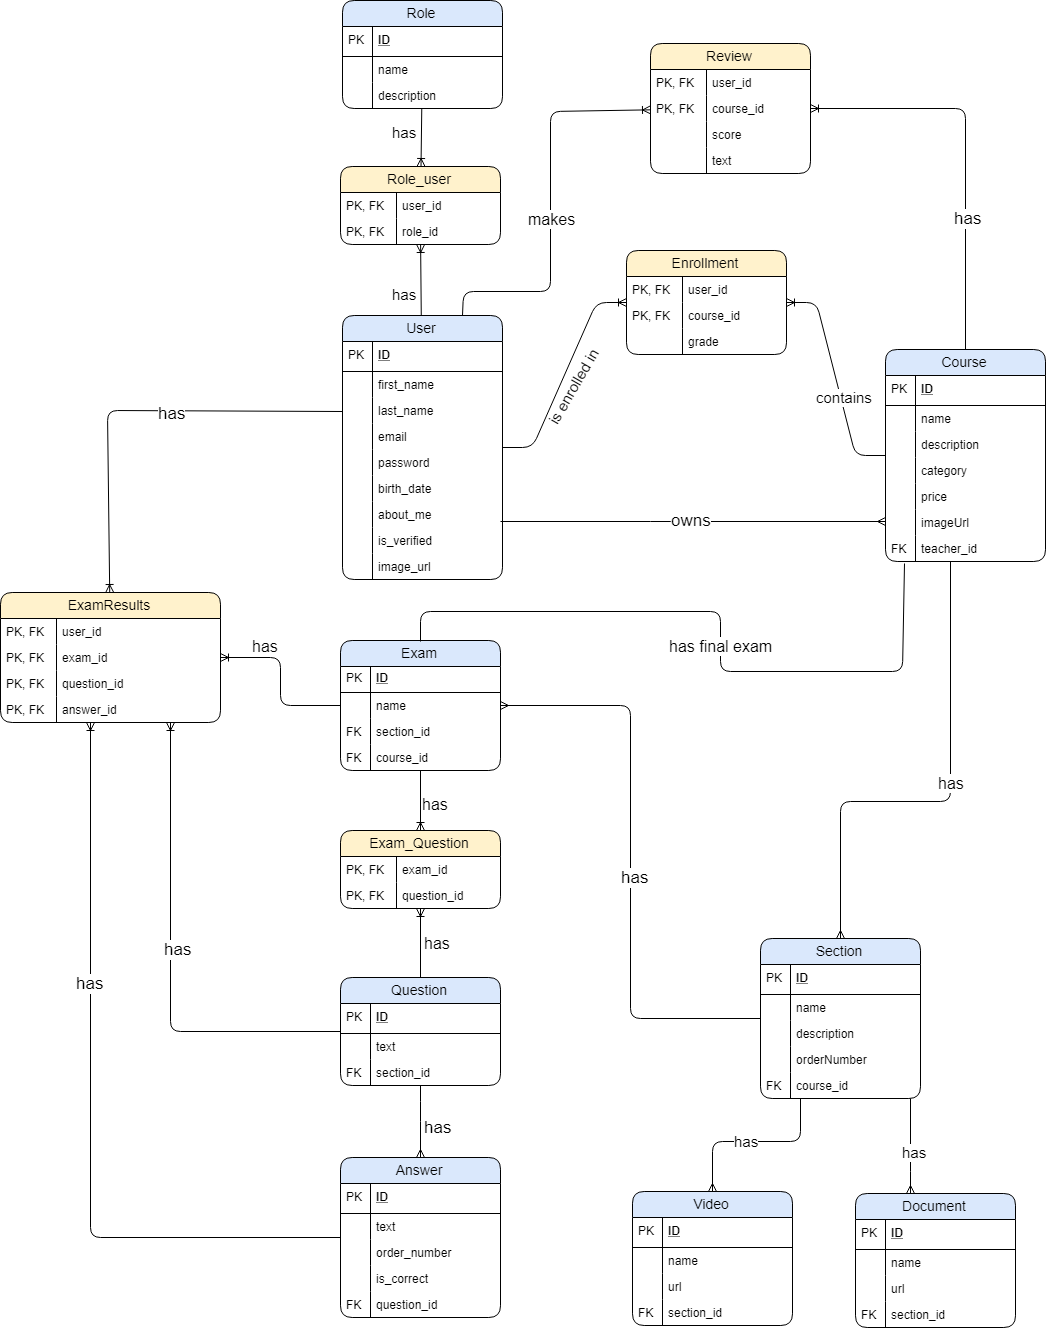 Role
PK ID
name
description
has
Role_user
PK, FK user_id
PK, FK role_id
has
User
PK ID
first_name
last_name
email
password
birth_date
about_me
is_verified
image_url
makes
Review
PK, FK user_id
PK, FK course_id
score
text
has
is enrolled in
Enrollment
PK, FK user_id
PK, FK course_id
grade
contains
owns
Course
PK ID
name
description
category
price
imageUrl
FK teacher_id
has
ExamResults
PK, FK user_id
PK, FK exam_id
PK, FK question_id
PK, FK answer_id
has
has final exam
Exam
PK ID
name
FK section_id
FK course_id
has
Exam_Question
PK, FK exam_id
PK, FK question_id
has
has
has
Question
PK ID
text
FK section_id
has
has
Answer
PK ID
text
order_number
is_correct
FK question_id
has
Section
PK ID
name
description
orderNumber
FK course_id
has
has
Video
PK ID
name
url
FK section_id
Document
PK ID
name
url
FK section_id